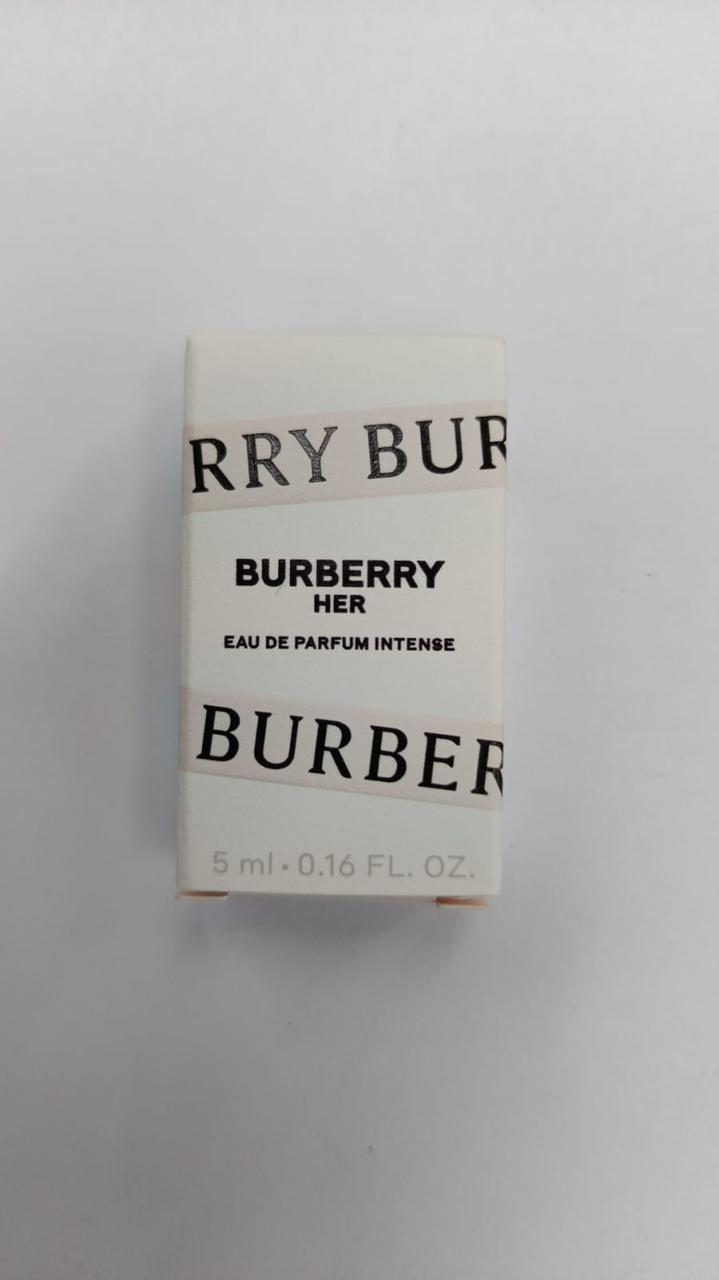 RRY BUR
BURBERRY
HER
EAU DE PARFUM INTENSE
BURBER
5 ml • 0.16 FL. OZ.